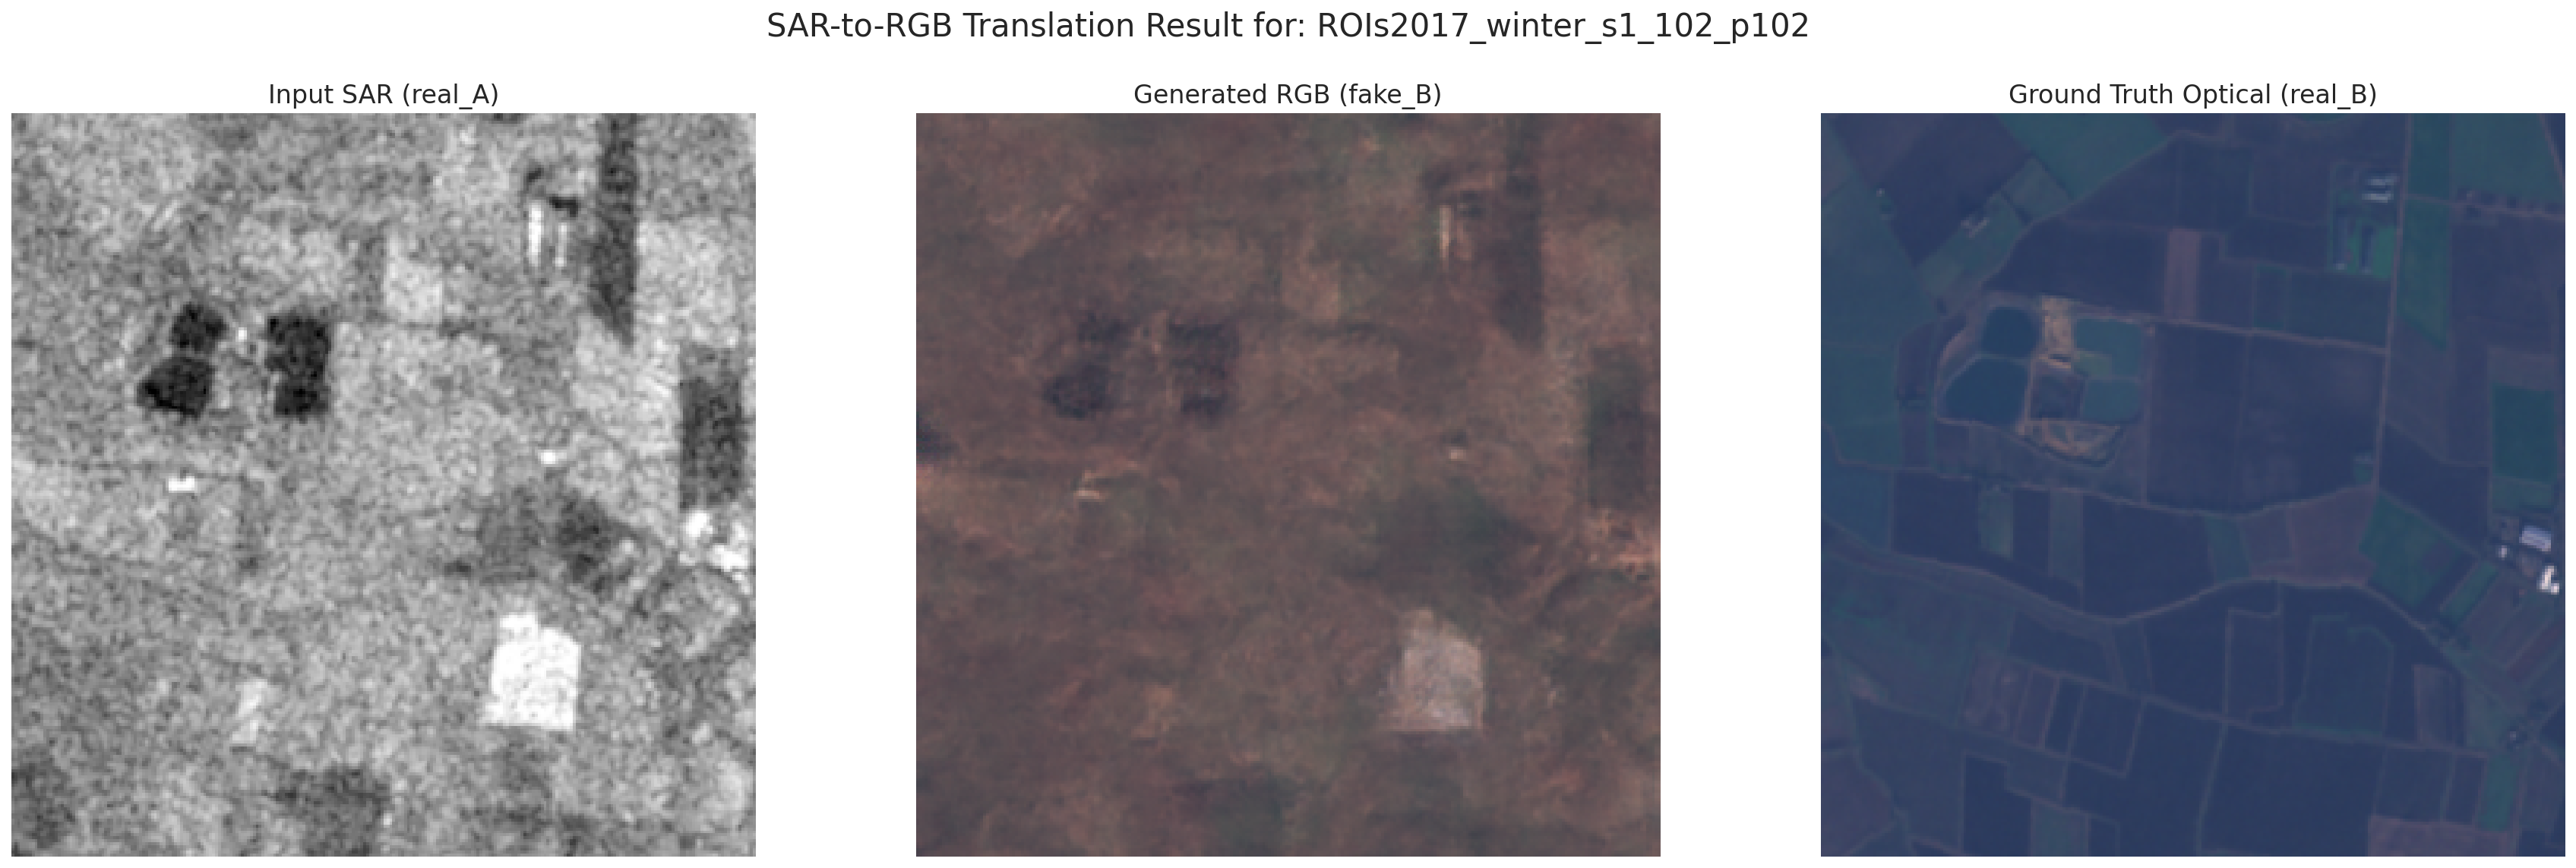 SAR-to-RGB Translation Result for: ROIs2017_winter_s1_102_p102
Input SAR (real_A)
Generated RGB (fake_B)
Ground Truth Optical (real_B)